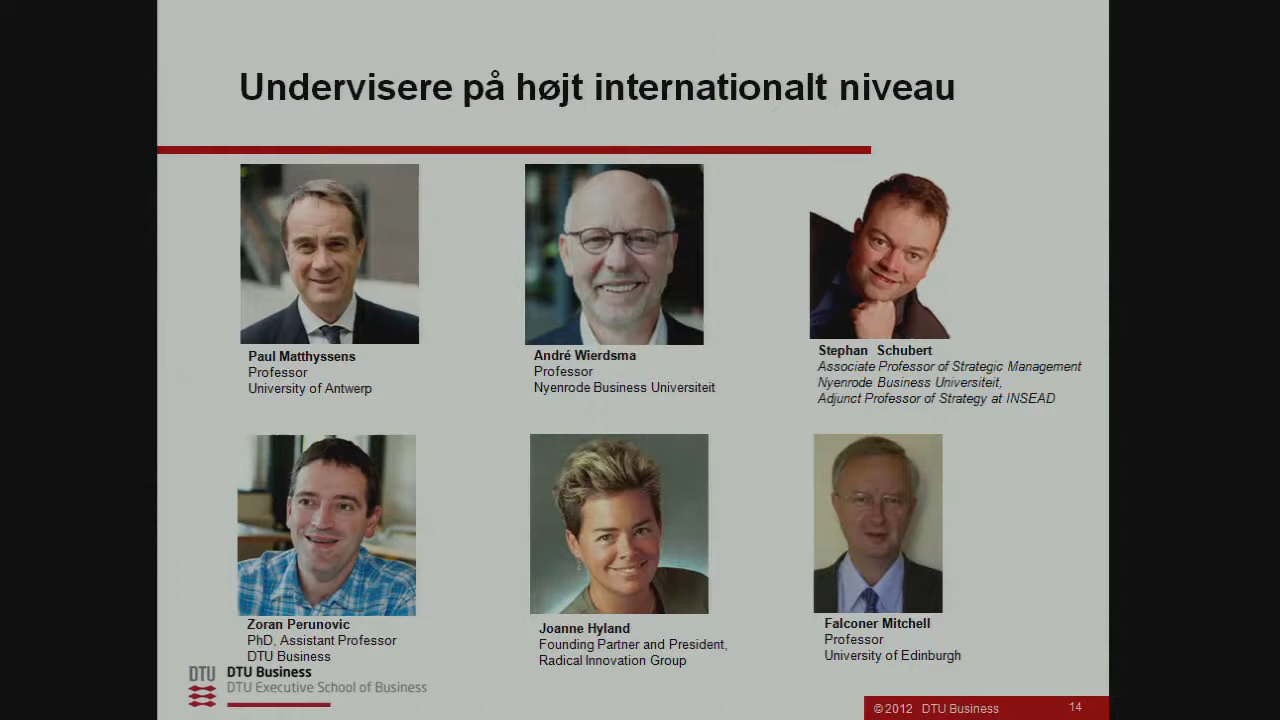 Undervisere på højt internationalt niveau
Paul Matthyssens
Professor
University of Antwerp
André Wierdsma
Professor
Nyenrode Business Universiteit
Stephan Schubert
Associate Professor of Strategic Management
Nyenrode Business Universiteit,
Adjunct Professor of Strategy at INSEAD
Zoran Perunovic
PhD, Assistant Professor
DTU Business
Joanne Hyland
Founding Partner and President,
Radical Innovation Group
Falconer Mitchell
Professor
University of Edinburgh
DTU
DTU Business
DTU Executive School of Business
©2012 DTU Business
14